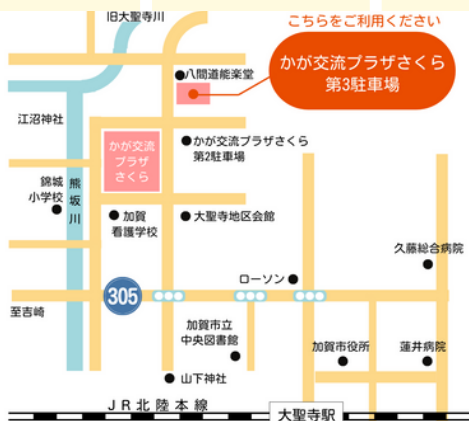 旧大聖寺川
こちらをご利用ください
八間道能楽堂
かが交流プラザさくら
第3駐車場
江沼神社
かが交流
プラザ
さくら
かが交流プラザさくら
第2駐車場
錦城
小学校
熊坂川
加賀
看護学校
大聖寺地区会館
久藤総合病院
ローソン
305
至吉崎
加賀市立
中央図書館
加賀市役所
蓮井病院
山下神社
JR北陸本線
大聖寺駅